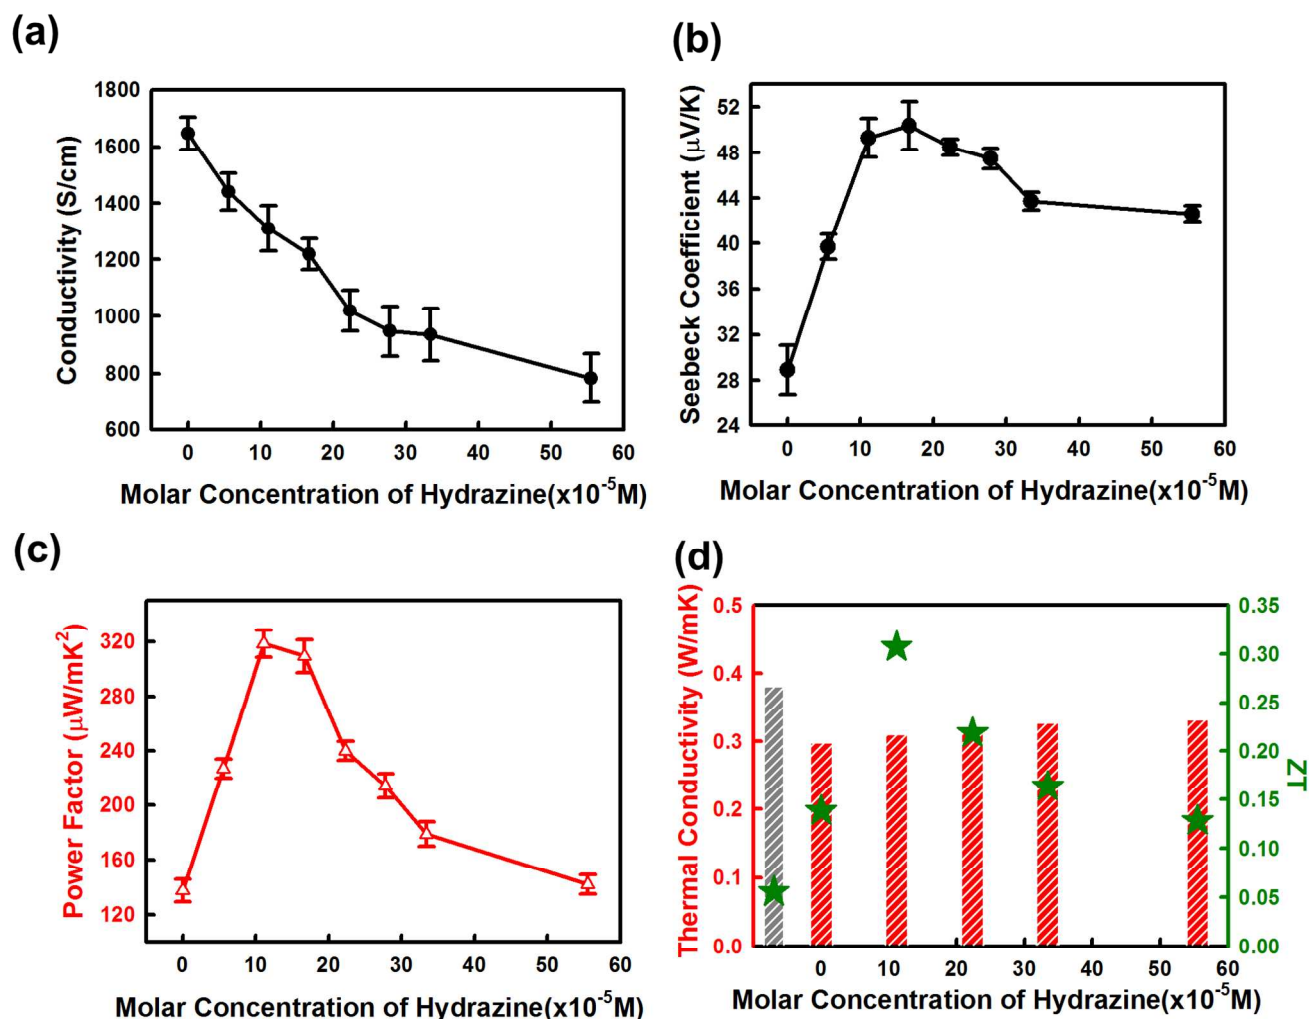 (a)
Conductivity (S/cm)
1800
1600
1400
1200
1000
800
600
0 10 20 30 40 50 60
Molar Concentration of Hydrazine(x10⁻⁵M)
(b)
Seebeck Coefficient (μV/K)
52
48
44
40
36
32
28
24
0 10 20 30 40 50 60
Molar Concentration of Hydrazine(x10⁻⁵M)
(c)
Power Factor (μW/mK²)
320
280
240
200
160
120
0 10 20 30 40 50 60
Molar Concentration of Hydrazine(x10⁻⁵M)
(d)
Thermal Conductivity (W/mK)
0.5
0.4
0.3
0.2
0.1
0.0
0.35
0.30
0.25
0.20
0.15
0.10
0.05
0.00
ZT
0 10 20 30 40 50 60
Molar Concentration of Hydrazine(x10⁻⁵M)